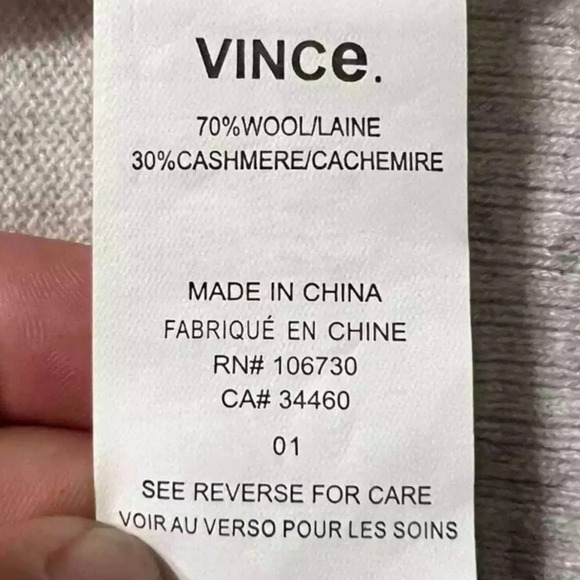 VINCe.
70%WOOL/LAINE
30%CASHMERE/CACHEMIRE
MADE IN CHINA
FABRIQUÉ EN CHINE
RN# 106730
CA# 34460
01
SEE REVERSE FOR CARE
VOIR AU VERSO POUR LES SOINS